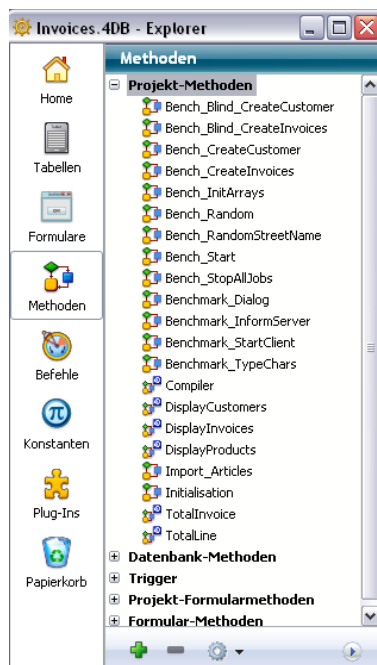 Invoices.4DB - Explorer
Home
Tabellen
Formulare
Methoden
Befehle
Konstanten
Plug-Ins
Papierkorb
Methoden
Projekt-Methoden
Bench_Blind_CreateCustomer
Bench_Blind_CreateInvoices
Bench_CreateCustomer
Bench_CreateInvoices
Bench_InitArrays
Bench_Random
Bench_RandomStreetName
Bench_Start
Bench_StopAllJobs
Benchmark_Dialog
Benchmark_InformServer
Benchmark_StartClient
Benchmark_TypeChars
Compiler
DisplayCustomers
DisplayInvoices
DisplayProducts
Import_Articles
Initialisation
TotalInvoice
TotalLine
Datenbank-Methoden
Trigger
Projekt-Formularmethoden
Formular-Methoden